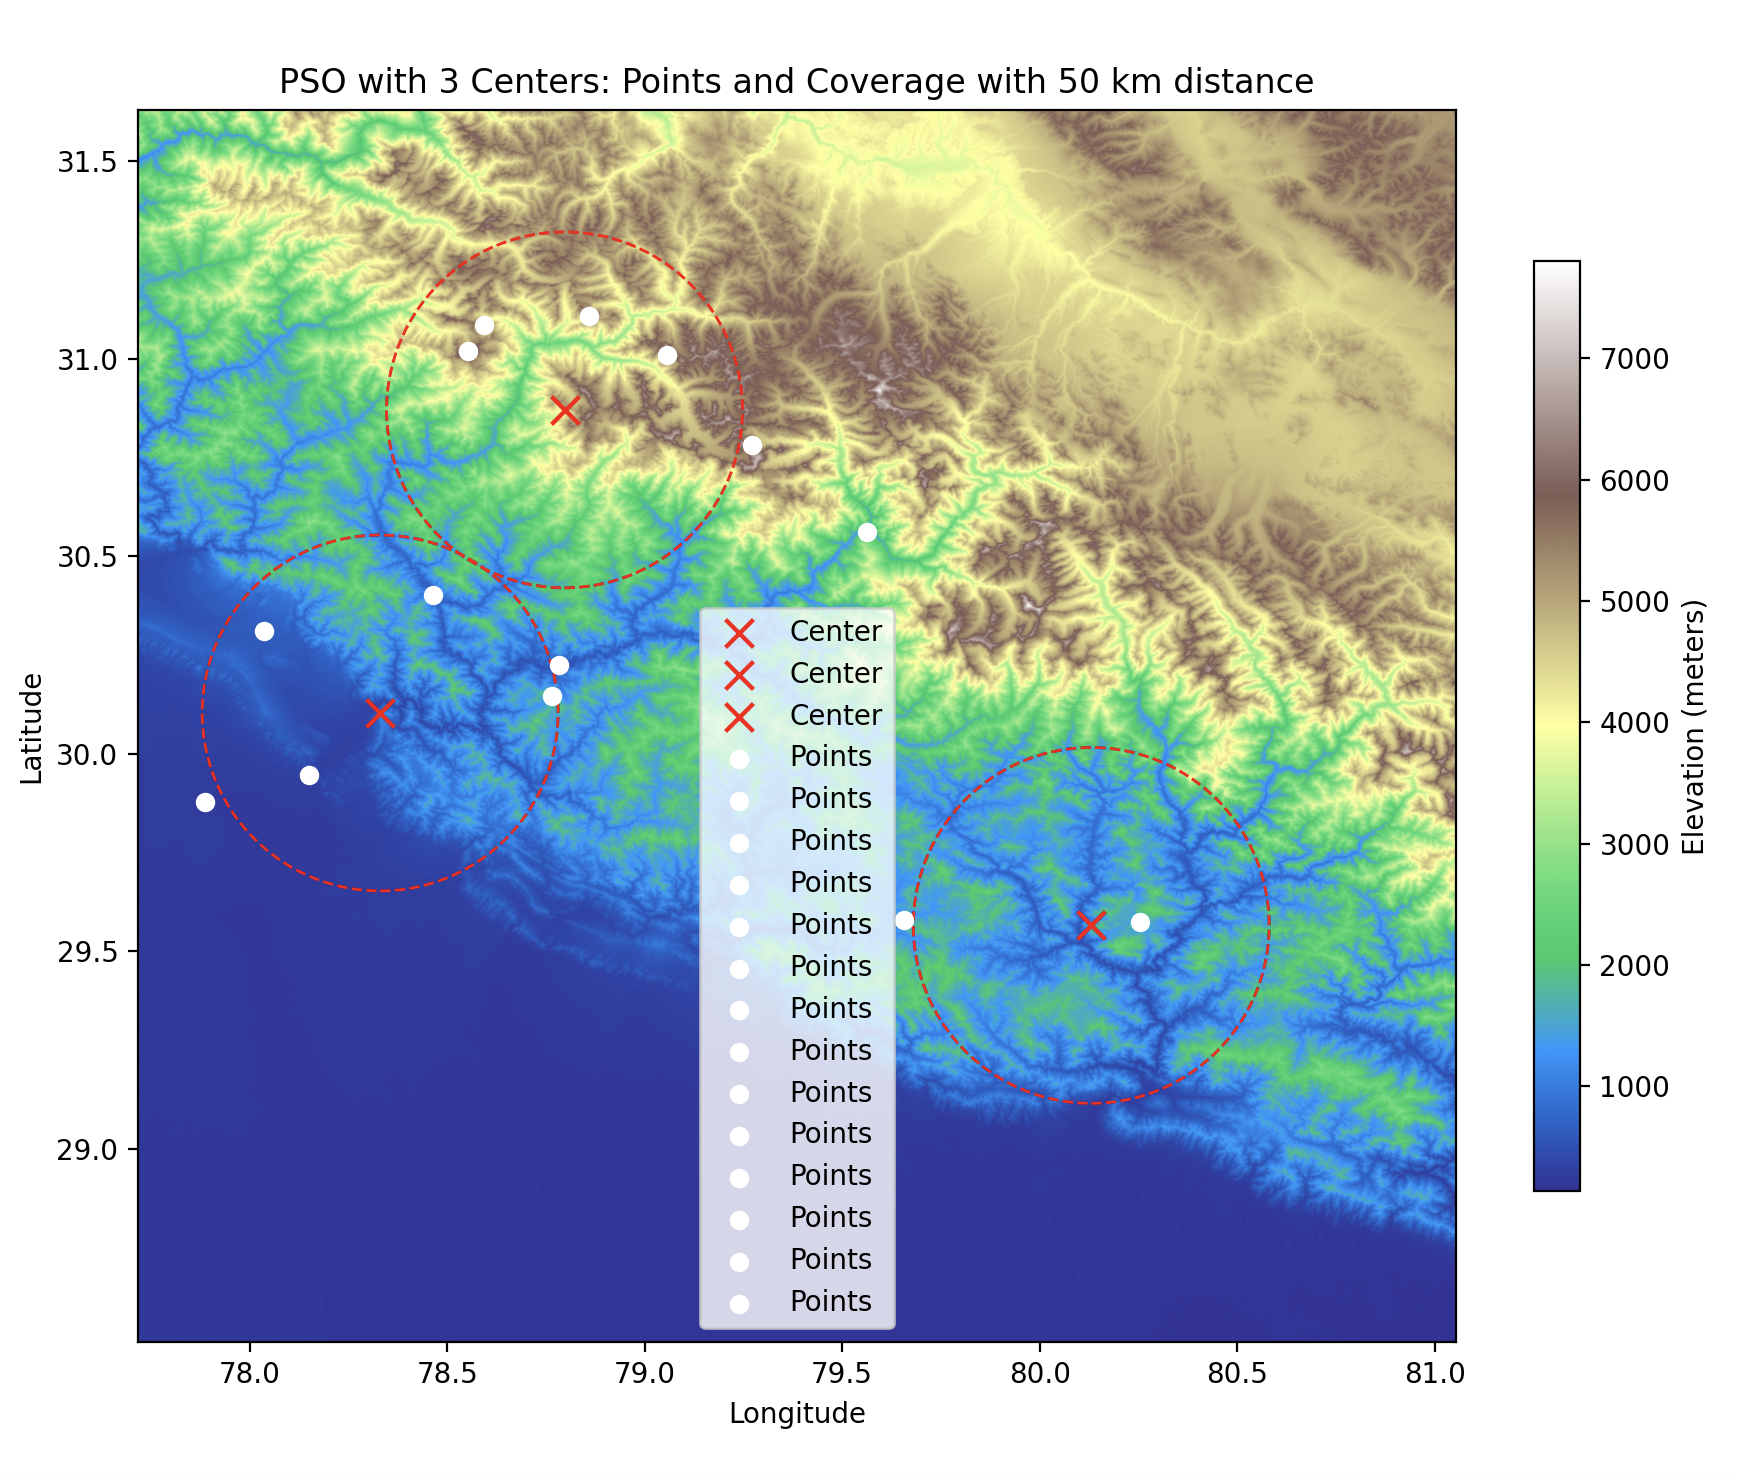 PSO with 3 Centers: Points and Coverage with 50 km distance
31.5
31.0
30.5
30.0
29.5
29.0
Latitude
78.0 78.5 79.0 79.5 80.0 80.5 81.0
Longitude
Center
Center
Center
Points
Points
Points
Points
Points
Points
Points
Points
Points
Points
Points
Points
Points
Points
7000
6000
5000
4000
3000
2000
1000
Elevation (meters)